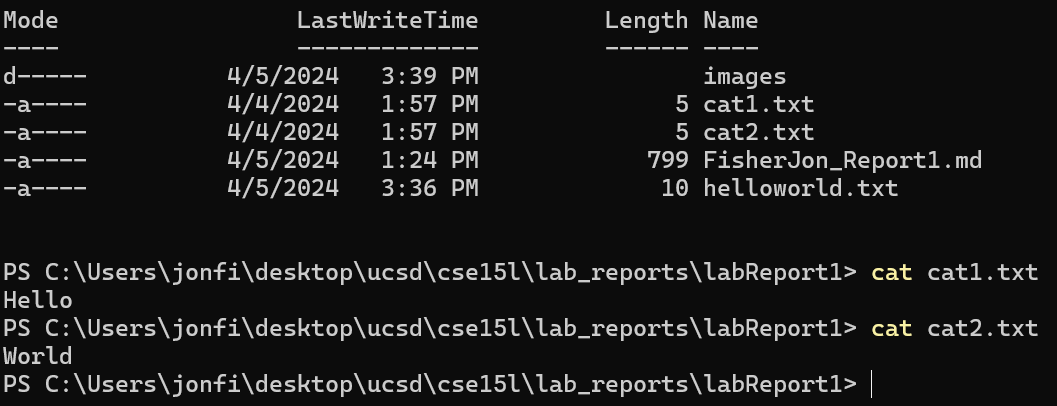 Mode                 LastWriteTime         Length Name
----                 -------------         ------ ----
d-----          4/5/2024   3:39 PM                images
-a----          4/4/2024   1:57 PM              5 cat1.txt
-a----          4/4/2024   1:57 PM              5 cat2.txt
-a----          4/5/2024   1:24 PM            799 FisherJon_Report1.md
-a----          4/5/2024   3:36 PM             10 helloworld.txt
PS C:\Users\jonfi\desktop\ucsd\cse15l\lab_reports\labReport1> cat cat1.txt
Hello
PS C:\Users\jonfi\desktop\ucsd\cse15l\lab_reports\labReport1> cat cat2.txt
World
PS C:\Users\jonfi\desktop\ucsd\cse15l\lab_reports\labReport1>